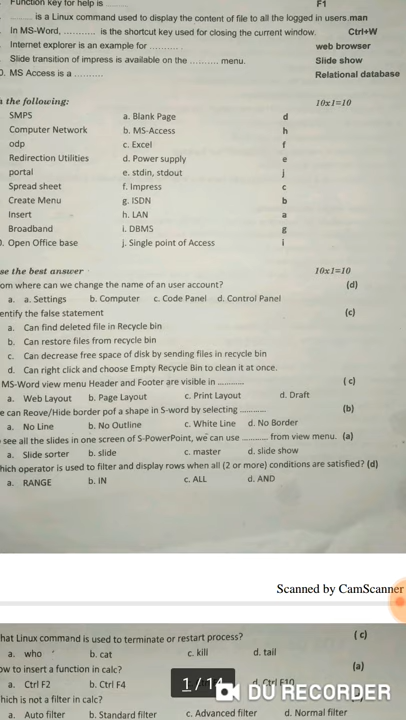 Function key for help is ........ F1
........ is a Linux command used to display the content of file to all the logged in users.man
In MS-Word, ........... is the shortcut key used for closing the current window. Ctrl+W
Internet explorer is an example for .......... web browser
Slide transition of impress is available on the .......... menu. Slide show
0. MS Access is a .......... Relational database
the following: 10x1=10
SMPS a. Blank Page d
Computer Network b. MS-Access h
odp c. Excel f
Redirection Utilities d. Power supply e
portal e. stdin, stdout j
Spread sheet f. Impress c
Create Menu g. ISDN b
Insert h. LAN a
Broadband i. DBMS g
0. Open Office base j. Single point of Access i
se the best answer 10x1=10
om where can we change the name of an user account? (d)
a. a. Settings b. Computer c. Code Panel d. Control Panel
entify the false statement (c)
a. Can find deleted file in Recycle bin
b. Can restore files from recycle bin
c. Can decrease free space of disk by sending files in recycle bin
d. Can right click and choose Empty Recycle Bin to clean it at once.
MS-Word view menu Header and Footer are visible in ........... ( c)
a. Web Layout b. Page Layout c. Print Layout d. Draft
e can Reove/Hide border pof a shape in S-word by selecting ........... (b)
a. No Line b. No Outline c. White Line d. No Border
see all the slides in one screen of S-PowerPoint, we can use ........... from view menu. (a)
a. Slide sorter b. slide c. master d. slide show
hich operator is used to filter and display rows when all (2 or more) conditions are satisfied? (d)
a. RANGE b. IN c. ALL d. AND
Scanned by CamScanner
hat Linux command is used to terminate or restart process? ( c)
a. who b. cat c. kill d. tail
ow to insert a function in calc? (a)
a. Ctrl F2 b. Ctrl F4 d. Ctrl F10
1/14
DU RECORDER
hich is not a filter in calc?
a. Auto filter b. Standard filter c. Advanced filter d. Normal filter